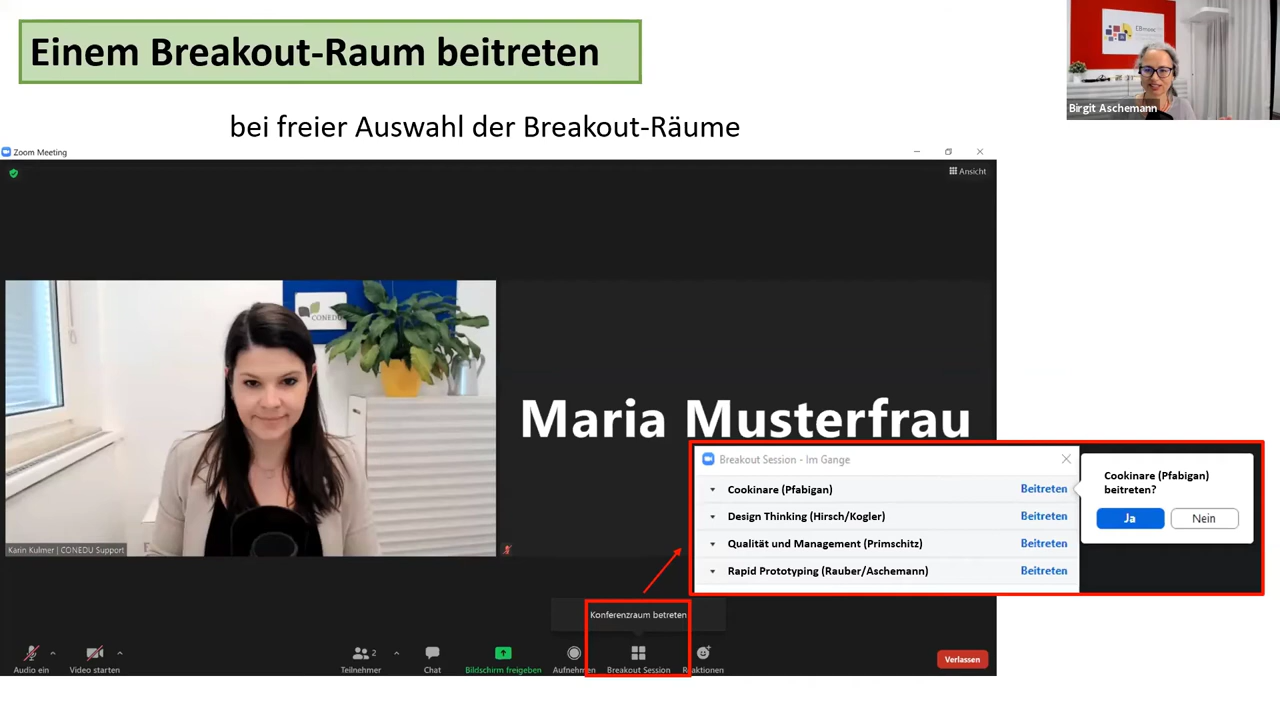 Einem Breakout-Raum beitreten
EBmooc
Birgit Aschemann
bei freier Auswahl der Breakout-Räume
Zoom Meeting
Ansicht
CONEDU
Maria Musterfrau
Karin Kulmer | CONEDU Support
Breakout Session - Im Gange
Cookinare (Pfabigan) Beitreten
Design Thinking (Hirsch/Kogler) Beitreten
Qualität und Management (Primschitz) Beitreten
Rapid Prototyping (Rauber/Aschemann) Beitreten
Cookinare (Pfabigan)
beitreten?
Ja Nein
Konferenzraum betreten
2
Audio ein Video starten Teilnehmer Chat Bildschirm freigeben Aufnehmen Breakout Session Reaktionen Verlassen